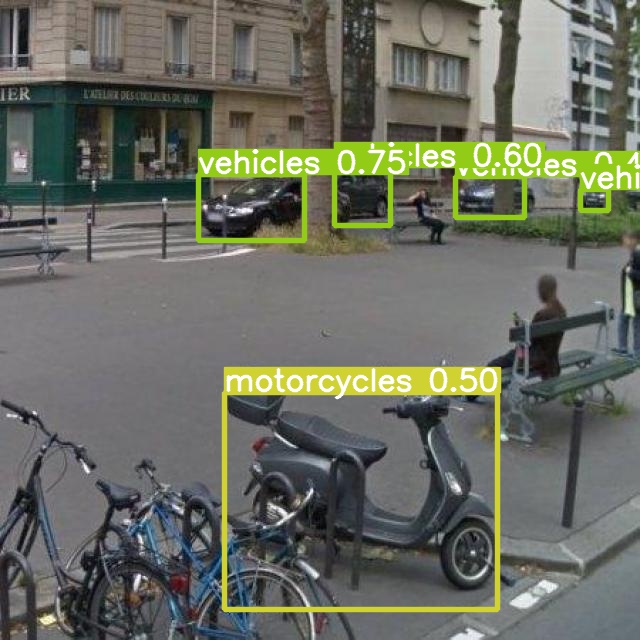 IER
L'ATELIER DES COULEURS DU QUAI
vehicles 0.75
les 0.60
vehicles 0.4
vehi
motorcycles 0.50